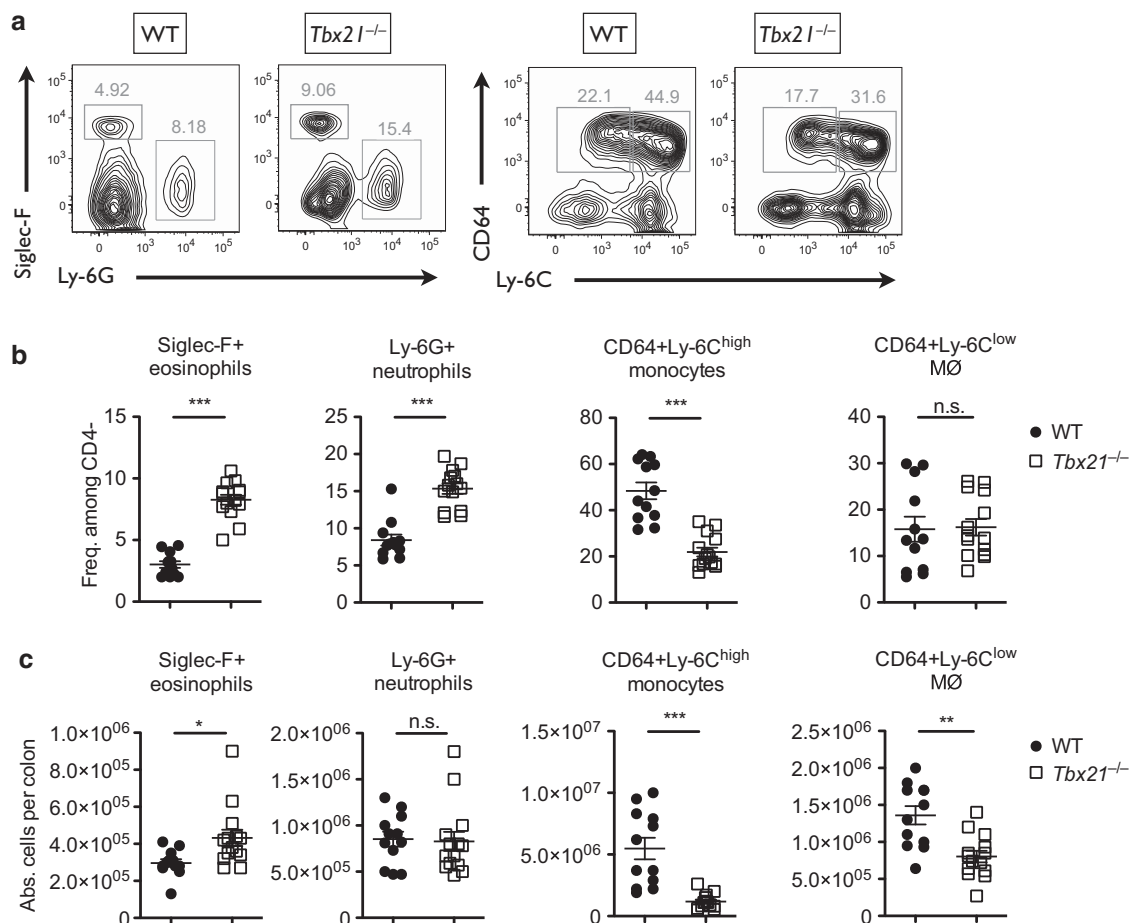 a
WT
Tbx21−/−
WT
Tbx21−/−
Siglec-F
10⁵
10⁴
10³
0
4.92
8.18
0
10³
10⁴
10⁵
10⁵
10⁴
10³
0
9.06
15.4
0
10³
10⁴
10⁵
Ly-6G
CD64
10⁵
10⁴
10³
0
22.1
44.9
0
10³
10⁴
10⁵
10⁵
10⁴
10³
0
17.7
31.6
0
10³
10⁴
10⁵
Ly-6C
b
Freq. among CD4-
Siglec-F+
eosinophils
***
15
10
5
0
Ly-6G+
neutrophils
***
25
20
15
10
5
0
CD64+Ly-6Chigh
monocytes
***
80
60
40
20
0
CD64+Ly-6Clow
MØ
n.s.
40
30
20
10
0
WT
Tbx21−/−
c
Abs. cells per colon
Siglec-F+
eosinophils
*
1.0×10⁰⁶
8.0×10⁰⁵
6.0×10⁰⁵
4.0×10⁰⁵
2.0×10⁰⁵
0
Ly-6G+
neutrophils
n.s.
2.0×10⁰⁶
1.5×10⁰⁶
1.0×10⁰⁶
5.0×10⁰⁵
0
CD64+Ly-6Chigh
monocytes
***
1.5×10⁰⁷
1.0×10⁰⁷
5.0×10⁰⁶
0
CD64+Ly-6Clow
MØ
**
2.5×10⁰⁶
2.0×10⁰⁶
1.5×10⁰⁶
1.0×10⁰⁶
5.0×10⁰⁵
0
WT
Tbx21−/−